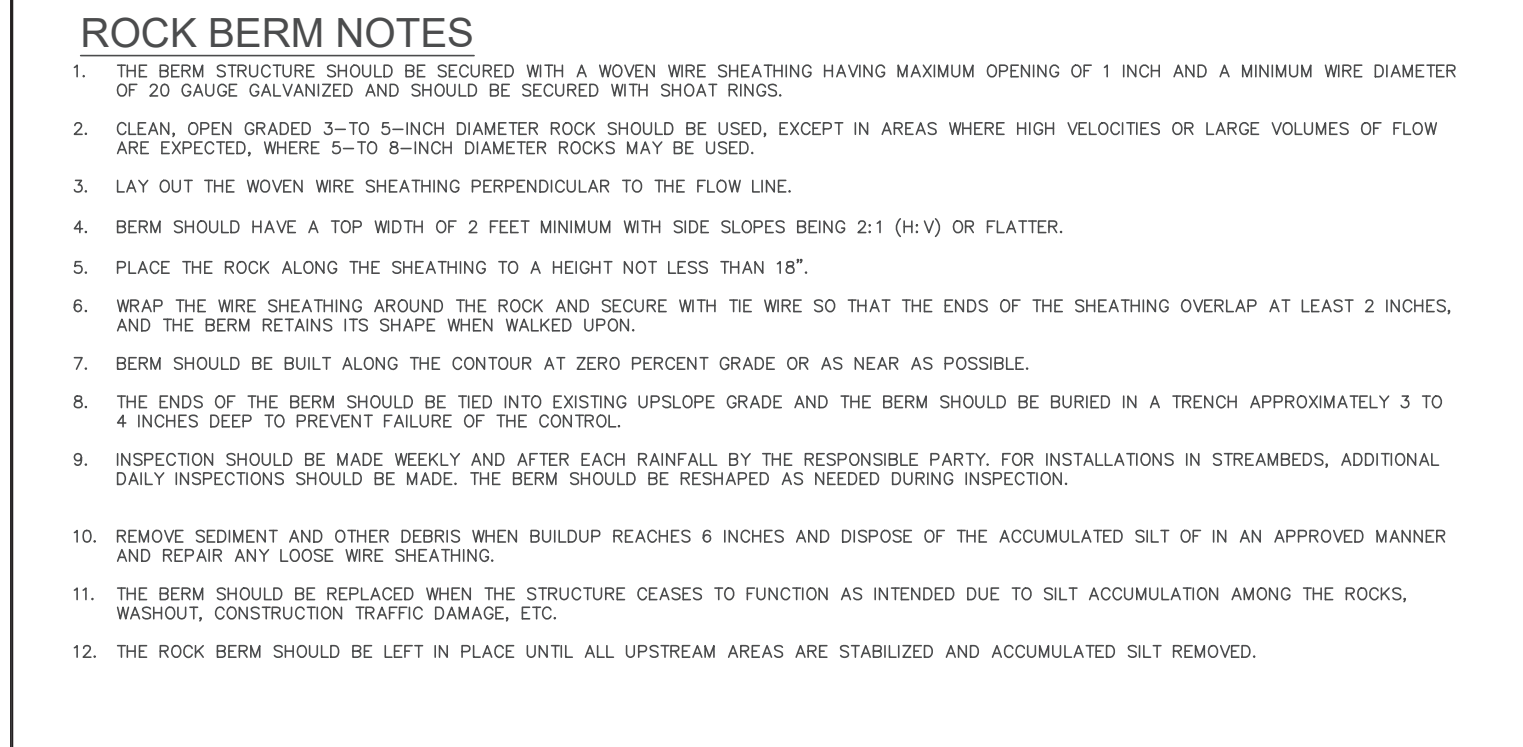 ROCK BERM NOTES
1. THE BERM STRUCTURE SHOULD BE SECURED WITH A WOVEN WIRE SHEATHING HAVING MAXIMUM OPENING OF 1 INCH AND A MINIMUM WIRE DIAMETER
OF 20 GAUGE GALVANIZED AND SHOULD BE SECURED WITH SHOAT RINGS.
2. CLEAN, OPEN GRADED 3–TO 5–INCH DIAMETER ROCK SHOULD BE USED, EXCEPT IN AREAS WHERE HIGH VELOCITIES OR LARGE VOLUMES OF FLOW
ARE EXPECTED, WHERE 5–TO 8–INCH DIAMETER ROCKS MAY BE USED.
3. LAY OUT THE WOVEN WIRE SHEATHING PERPENDICULAR TO THE FLOW LINE.
4. BERM SHOULD HAVE A TOP WIDTH OF 2 FEET MINIMUM WITH SIDE SLOPES BEING 2:1 (H:V) OR FLATTER.
5. PLACE THE ROCK ALONG THE SHEATHING TO A HEIGHT NOT LESS THAN 18”.
6. WRAP THE WIRE SHEATHING AROUND THE ROCK AND SECURE WITH TIE WIRE SO THAT THE ENDS OF THE SHEATHING OVERLAP AT LEAST 2 INCHES,
AND THE BERM RETAINS ITS SHAPE WHEN WALKED UPON.
7. BERM SHOULD BE BUILT ALONG THE CONTOUR AT ZERO PERCENT GRADE OR AS NEAR AS POSSIBLE.
8. THE ENDS OF THE BERM SHOULD BE TIED INTO EXISTING UPSLOPE GRADE AND THE BERM SHOULD BE BURIED IN A TRENCH APPROXIMATELY 3 TO
4 INCHES DEEP TO PREVENT FAILURE OF THE CONTROL.
9. INSPECTION SHOULD BE MADE WEEKLY AND AFTER EACH RAINFALL BY THE RESPONSIBLE PARTY. FOR INSTALLATIONS IN STREAMBEDS, ADDITIONAL
DAILY INSPECTIONS SHOULD BE MADE. THE BERM SHOULD BE RESHAPED AS NEEDED DURING INSPECTION.
10. REMOVE SEDIMENT AND OTHER DEBRIS WHEN BUILDUP REACHES 6 INCHES AND DISPOSE OF THE ACCUMULATED SILT OF IN AN APPROVED MANNER
AND REPAIR ANY LOOSE WIRE SHEATHING.
11. THE BERM SHOULD BE REPLACED WHEN THE STRUCTURE CEASES TO FUNCTION AS INTENDED DUE TO SILT ACCUMULATION AMONG THE ROCKS,
WASHOUT, CONSTRUCTION TRAFFIC DAMAGE, ETC.
12. THE ROCK BERM SHOULD BE LEFT IN PLACE UNTIL ALL UPSTREAM AREAS ARE STABILIZED AND ACCUMULATED SILT REMOVED.